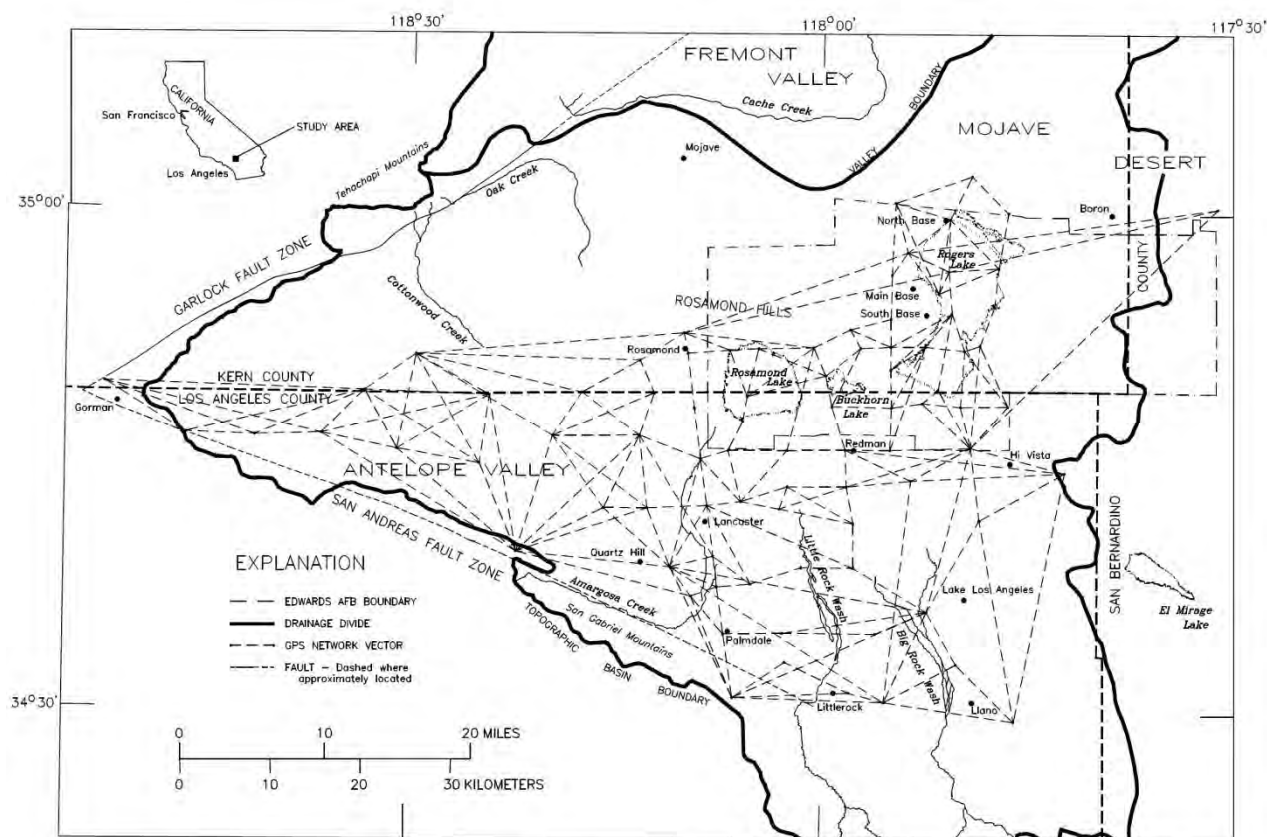 118°30'
118°00'
117°30'
FREMONT
VALLEY
Cache Creek
BOUNDARY
VALLEY
MOJAVE
DESERT
CALIFORNIA
San Francisco
STUDY AREA
Los Angeles
Tehachapi Mountains
Mojave
Oak Creek
35°00'
North Base
Boron
Rogers
Lake
COUNTY
GARLOCK FAULT ZONE
Cottonwood Creek
Main Base
ROSAMOND HILLS
South Base
Rosamond
KERN COUNTY
LOS ANGELES COUNTY
Gorman
Rosamond
Lake
Buckhorn
Lake
Redman
Hi Vista
ANTELOPE VALLEY
SAN ANDREAS FAULT ZONE
Lancaster
Quartz Hill
Little Rock Wash
SAN BERNARDINO
EXPLANATION
EDWARDS AFB BOUNDARY
DRAINAGE DIVIDE
GPS NETWORK VECTOR
FAULT – Dashed where
approximately located
Amargosa Creek
San Gabriel Mountains
TOPOGRAPHIC BASIN BOUNDARY
Lake Los Angeles
El Mirage
Lake
Palmdale
Big Rock Wash
34°30'
Littlerock
Llano
0 10 20 MILES
0 10 20 30 KILOMETERS